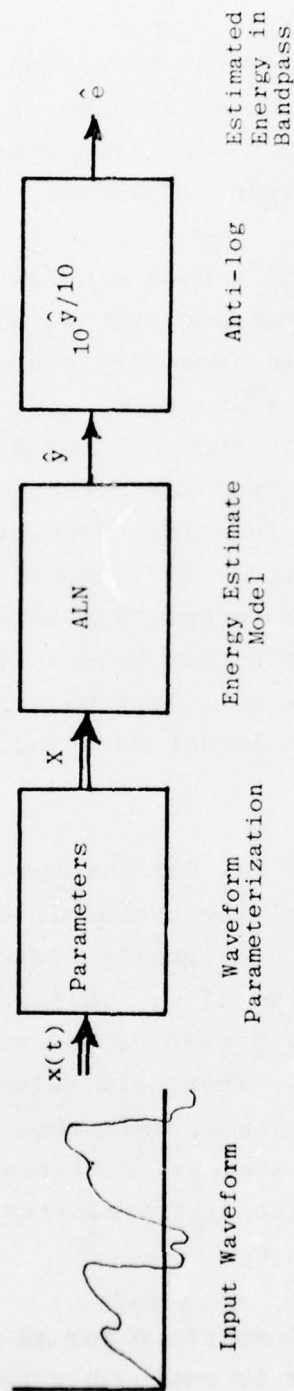 x(t)
Parameters
X
ALN
ŷ
10^ŷ/10
ê
Input Waveform
Waveform
Parameterization
Energy Estimate
Model
Anti-log
Estimated
Energy in
Bandpass